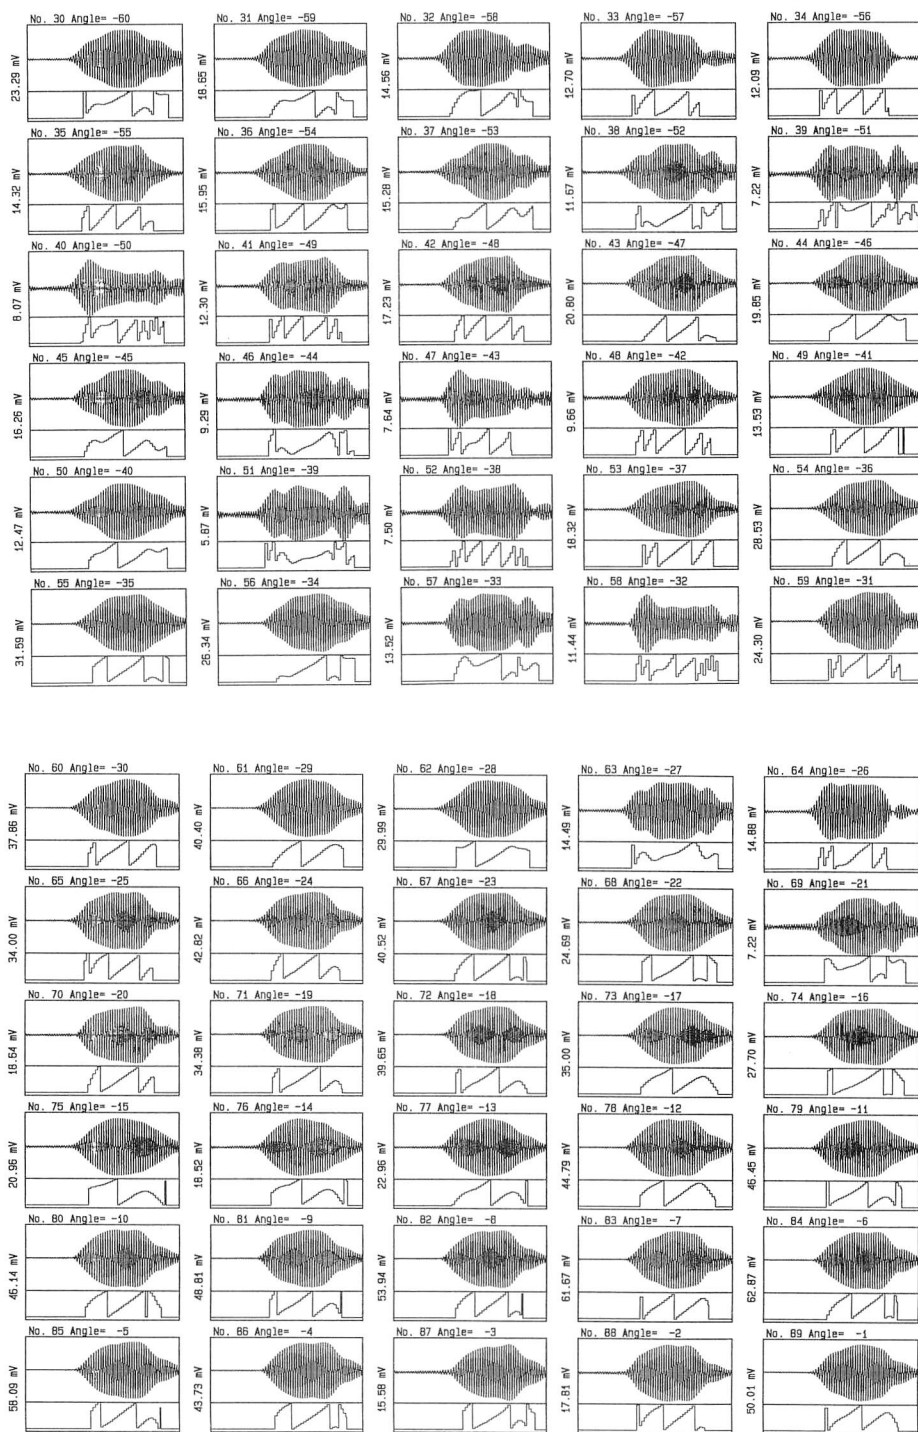 No. 30 Angle= -60 No. 31 Angle= -59 No. 32 Angle= -58 No. 33 Angle= -57 No. 34 Angle= -56
23.29 mV 18.65 mV 14.56 mV 12.70 mV 12.09 mV
No. 35 Angle= -55 No. 36 Angle= -54 No. 37 Angle= -53 No. 38 Angle= -52 No. 39 Angle= -51
14.32 mV 15.95 mV 15.28 mV 11.67 mV 7.22 mV
No. 40 Angle= -50 No. 41 Angle= -49 No. 42 Angle= -48 No. 43 Angle= -47 No. 44 Angle= -46
8.07 mV 12.30 mV 17.23 mV 20.80 mV 19.85 mV
No. 45 Angle= -45 No. 46 Angle= -44 No. 47 Angle= -43 No. 48 Angle= -42 No. 49 Angle= -41
16.26 mV 9.29 mV 7.64 mV 9.66 mV 13.53 mV
No. 50 Angle= -40 No. 51 Angle= -39 No. 52 Angle= -38 No. 53 Angle= -37 No. 54 Angle= -36
12.47 mV 5.87 mV 7.50 mV 18.32 mV 28.53 mV
No. 55 Angle= -35 No. 56 Angle= -34 No. 57 Angle= -33 No. 58 Angle= -32 No. 59 Angle= -31
31.59 mV 26.34 mV 13.52 mV 11.44 mV 24.30 mV
No. 60 Angle= -30 No. 61 Angle= -29 No. 62 Angle= -28 No. 63 Angle= -27 No. 64 Angle= -26
37.86 mV 40.40 mV 29.99 mV 14.49 mV 14.88 mV
No. 65 Angle= -25 No. 66 Angle= -24 No. 67 Angle= -23 No. 68 Angle= -22 No. 69 Angle= -21
34.00 mV 42.82 mV 40.52 mV 24.69 mV 7.22 mV
No. 70 Angle= -20 No. 71 Angle= -19 No. 72 Angle= -18 No. 73 Angle= -17 No. 74 Angle= -16
18.64 mV 34.38 mV 39.65 mV 35.00 mV 27.70 mV
No. 75 Angle= -15 No. 76 Angle= -14 No. 77 Angle= -13 No. 78 Angle= -12 No. 79 Angle= -11
20.96 mV 18.52 mV 22.96 mV 44.79 mV 46.45 mV
No. 80 Angle= -10 No. 81 Angle= -9 No. 82 Angle= -8 No. 83 Angle= -7 No. 84 Angle= -6
46.14 mV 48.81 mV 53.94 mV 61.67 mV 62.87 mV
No. 85 Angle= -5 No. 86 Angle= -4 No. 87 Angle= -3 No. 88 Angle= -2 No. 89 Angle= -1
58.09 mV 43.73 mV 15.58 mV 17.81 mV 50.01 mV